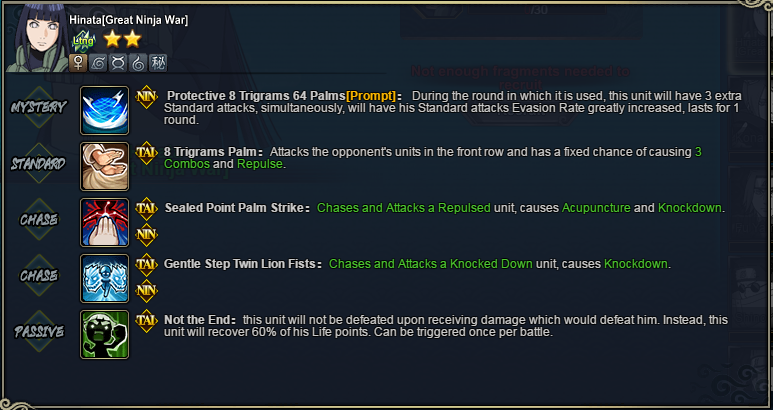 Hinata[Great Ninja War]
Ltng
秘
MYSTERY
NIN
Protective 8 Trigrams 64 Palms[Prompt]： During the round in which it is used, this unit will have 3 extra
Standard attacks, simultaneously, will have his Standard attacks Evasion Rate greatly increased, lasts for 1
round.
STANDARD
TAI
8 Trigrams Palm： Attacks the opponent's units in the front row and has a fixed chance of causing 3
Combos and Repulse.
CHASE
TAI
NIN
Sealed Point Palm Strike： Chases and Attacks a Repulsed unit, causes Acupuncture and Knockdown.
CHASE
TAI
NIN
Gentle Step Twin Lion Fists： Chases and Attacks a Knocked Down unit, causes Knockdown.
PASSIVE
TAI
Not the End： this unit will not be defeated upon receiving damage which would defeat him. Instead, this
unit will recover 60% of his Life points. Can be triggered once per battle.
Not enough fragments needed to